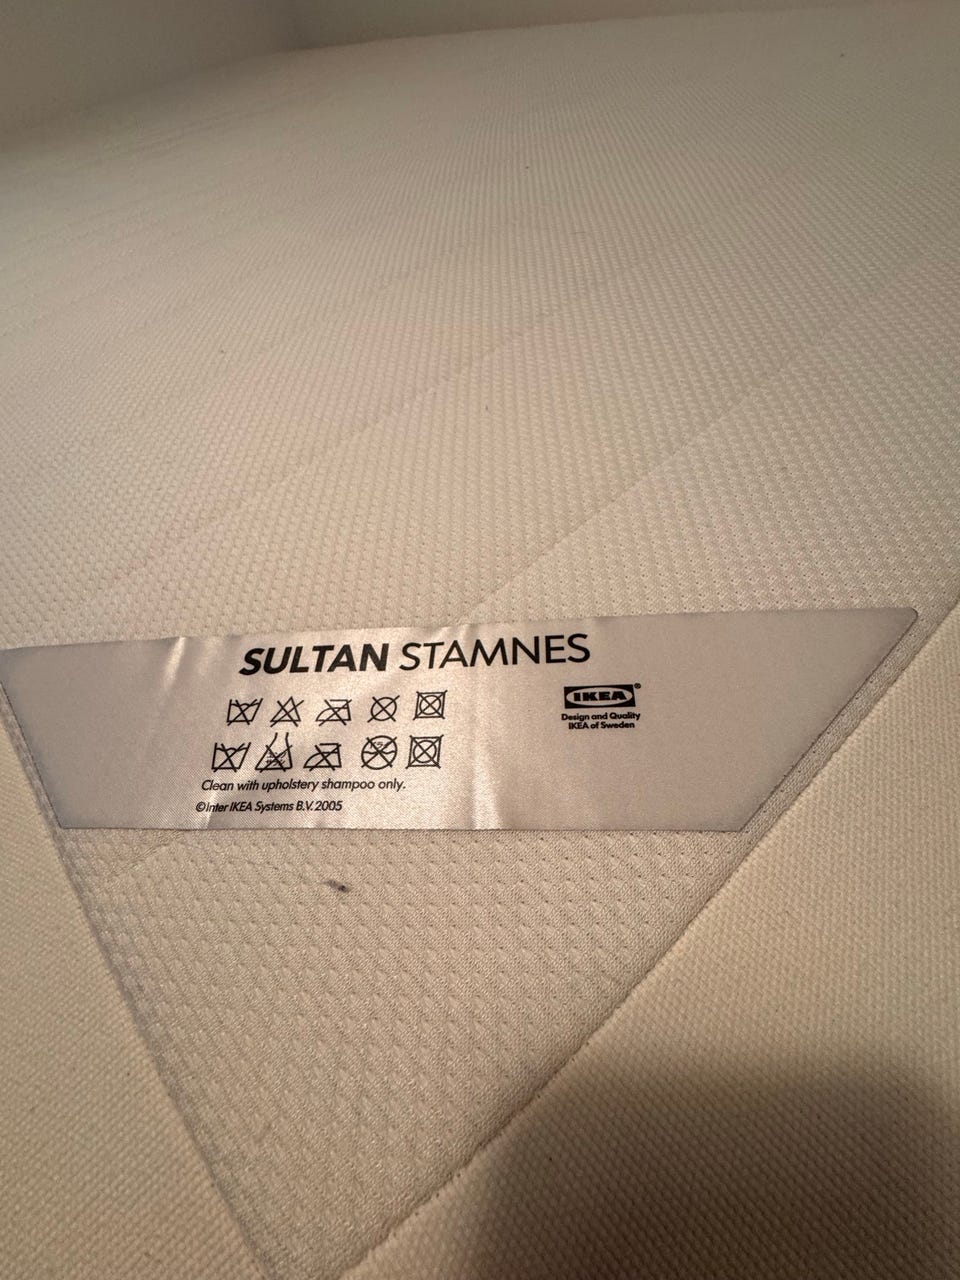 SULTAN STAMNES
IKEA®
Design and Quality
IKEA of Sweden
Clean with upholstery shampoo only.
©Inter IKEA Systems B.V. 2005